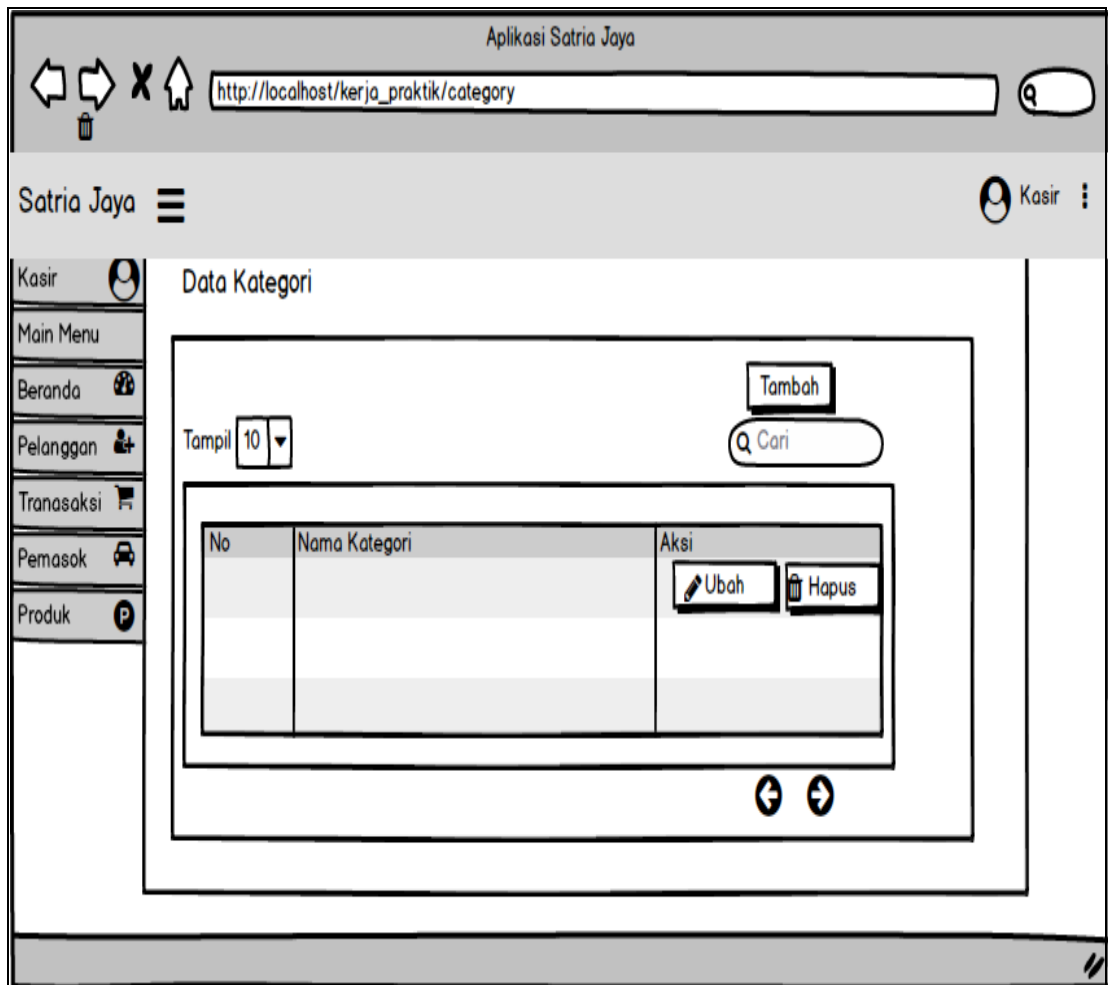 Aplikasi Satria Jaya
http://localhost/kerja_praktik/category
Satria Jaya
Kasir
Kasir
Data Kategori
Main Menu
Beranda
Pelanggan
Tranasaksi
Pemasok
Produk
Tambah
Tampil 10
Cari
No Nama Kategori Aksi
Ubah Hapus